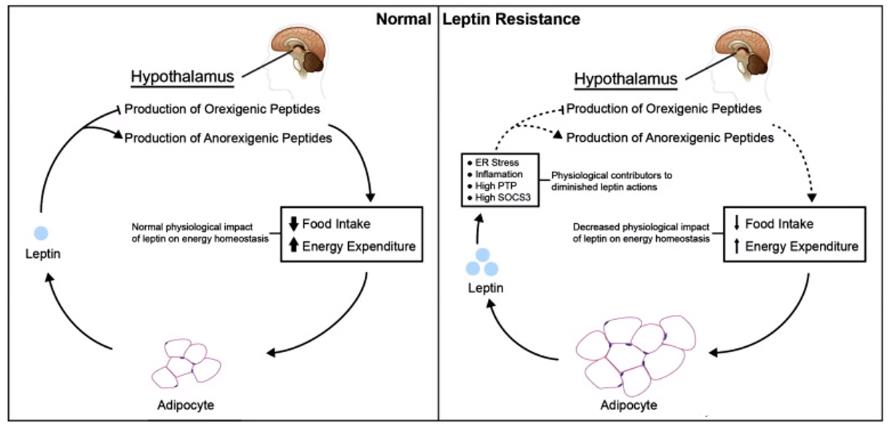 Normal
Hypothalamus
Production of Orexigenic Peptides
Production of Anorexigenic Peptides
Normal physiological impact
of leptin on energy homeostasis
Food Intake
Energy Expenditure
Leptin
Adipocyte
Leptin Resistance
Hypothalamus
Production of Orexigenic Peptides
Production of Anorexigenic Peptides
• ER Stress
• Inflamation
• High PTP
• High SOCS3
Physiological contributors to
diminished leptin actions
Decreased physiological impact
of leptin on energy homeostasis
Food Intake
Energy Expenditure
Leptin
Adipocyte